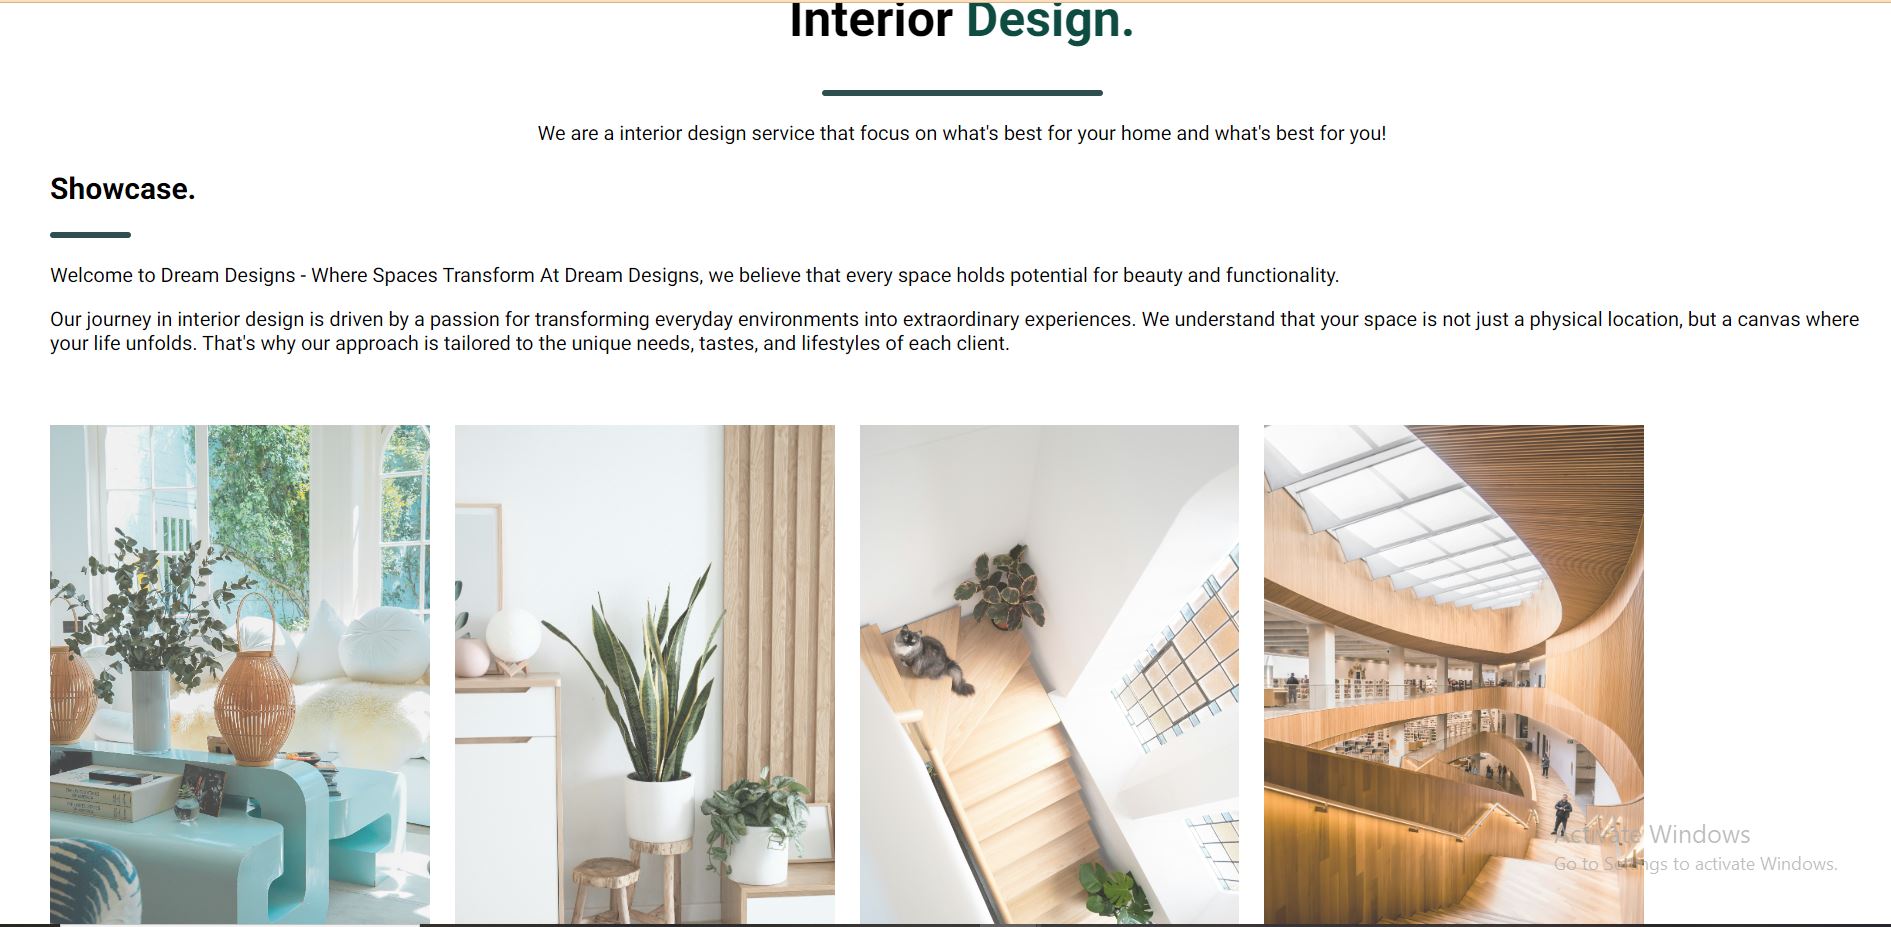 Interior Design.
We are a interior design service that focus on what's best for your home and what's best for you!
Showcase.
Welcome to Dream Designs - Where Spaces Transform At Dream Designs, we believe that every space holds potential for beauty and functionality.
Our journey in interior design is driven by a passion for transforming everyday environments into extraordinary experiences. We understand that your space is not just a physical location, but a canvas where
your life unfolds. That's why our approach is tailored to the unique needs, tastes, and lifestyles of each client.
Activate Windows
Go to Settings to activate Windows.